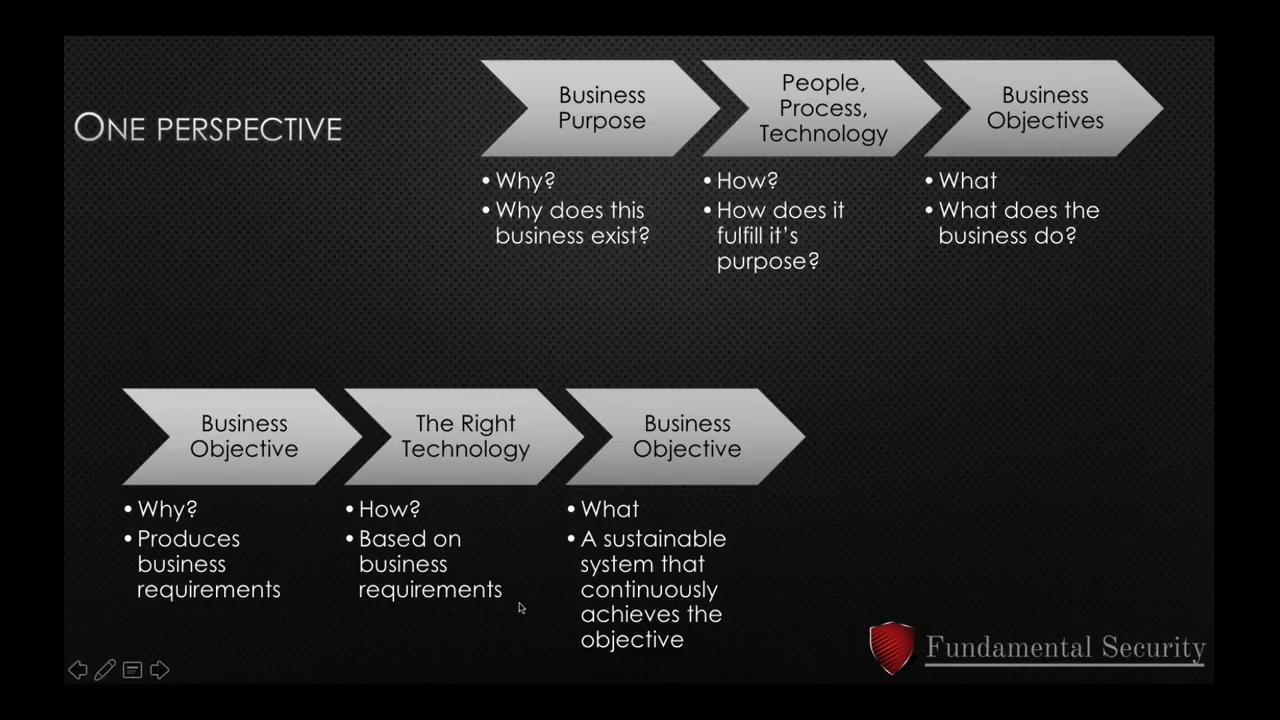 ONE PERSPECTIVE
Business
Purpose
• Why?
• Why does this
business exist?
People,
Process,
Technology
• How?
• How does it
fulfill it’s
purpose?
Business
Objectives
• What
• What does the
business do?
Business
Objective
• Why?
• Produces
business
requirements
The Right
Technology
• How?
• Based on
business
requirements
Business
Objective
• What
• A sustainable
system that
continuously
achieves the
objective
Fundamental Security